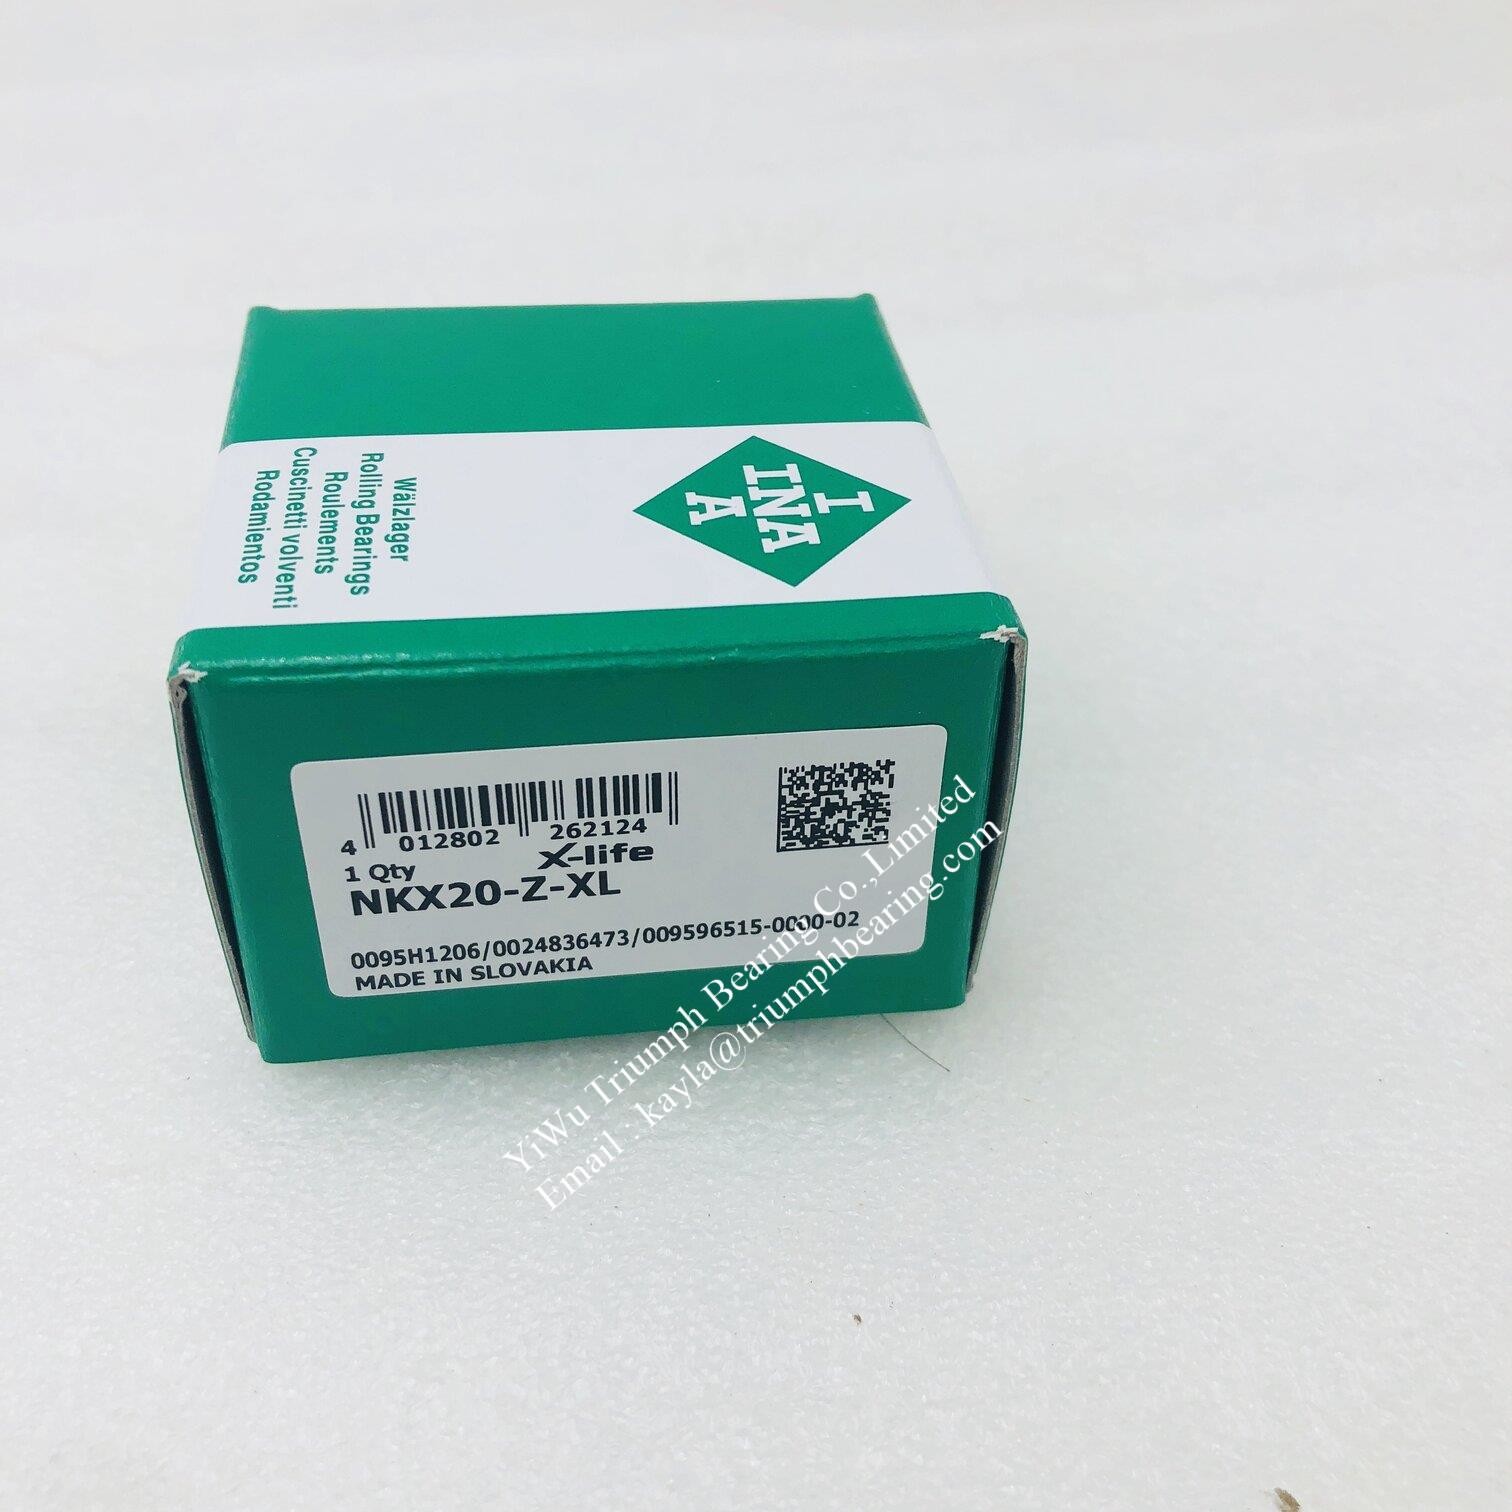 I
INA
A
Wälzlager
Rolling Bearings
Roulements
Cuscinetti volventi
Rodamientos
4 012802 262124
1 Qty X-life
NKX20-Z-XL
0095H1206/0024836473/009596515-0000-02
MADE IN SLOVAKIA
YiWu Triumph Bearing Co.,Limited
Email : kayla@triumphbearing.com